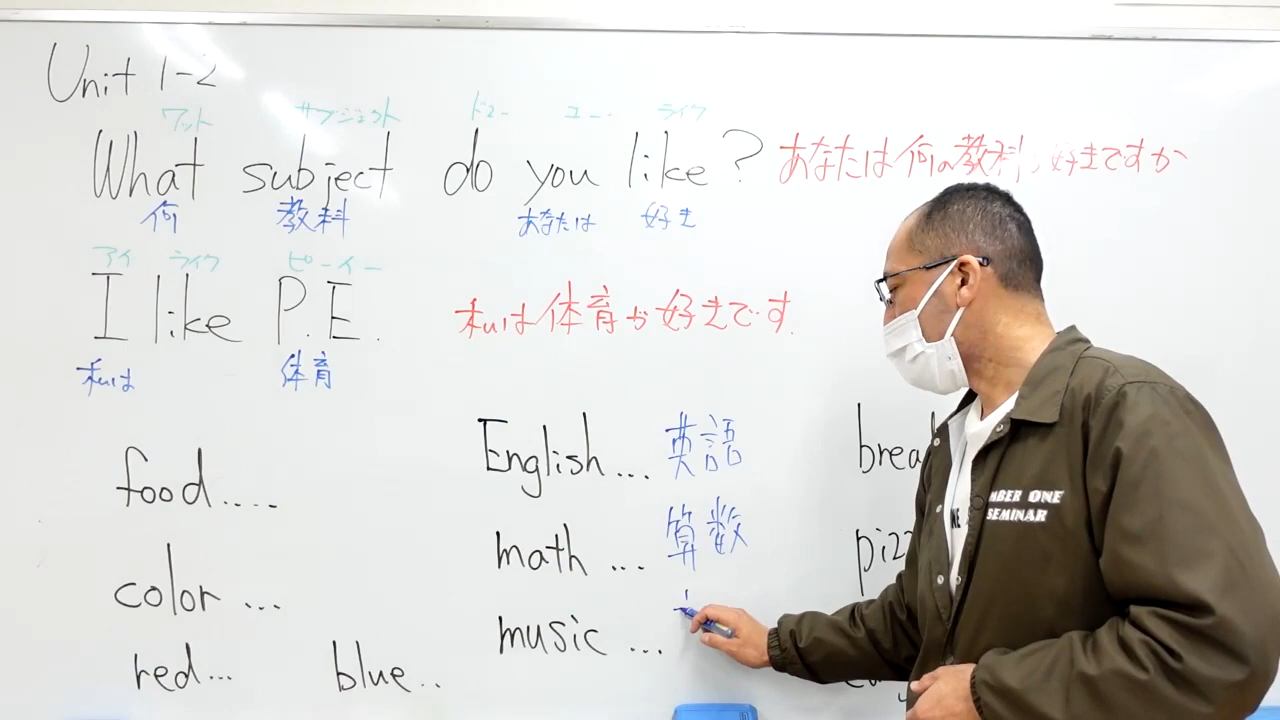 Unit 1-2
ワット サブジェクト ドゥー ユー ライク
What subject do you like? あなたは何の教科 好きですか
何 教科 あなたは 好き
アイ ライク ピーイー
I like P.E. 私は体育が好きです.
私は 体育
food.....
color ...
red... blue..
English... 英語
math ... 算数
music ...
MBER ONE
SEMINAR